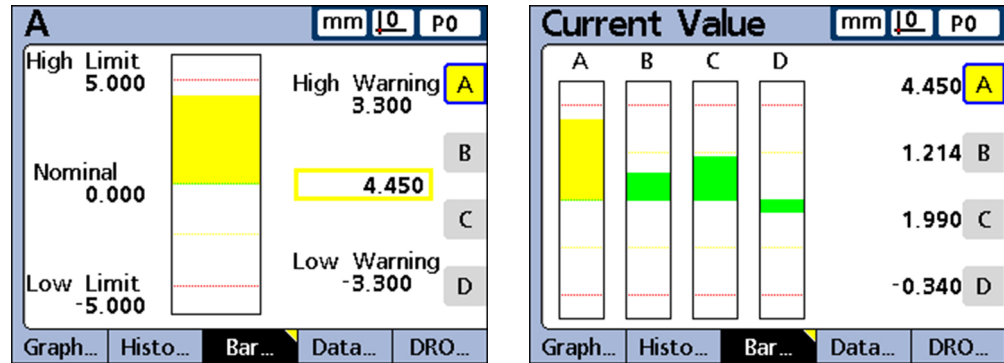 A mm 0 P0
High Limit
5.000
High Warning A
3.300
B
Nominal
0.000
4.450
C
Low Warning
Low Limit
-3.300 D
-5.000
Graph... Histo... Bar... Data... DRO...
Current Value mm 0 P0
A B C D
4.450 A
1.214 B
1.990 C
-0.340 D
Graph... Histo... Bar... Data... DRO...